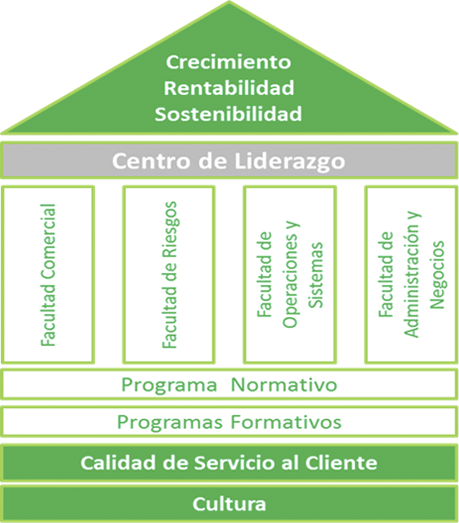 Crecimiento
Rentabilidad
Sostenibilidad
Centro de Liderazgo
Facultad Comercial
Facultad de Riesgos
Facultad de
Operaciones y
Sistemas
Facultad de
Administración y
Negocios
Programa Normativo
Programas Formativos
Calidad de Servicio al Cliente
Cultura